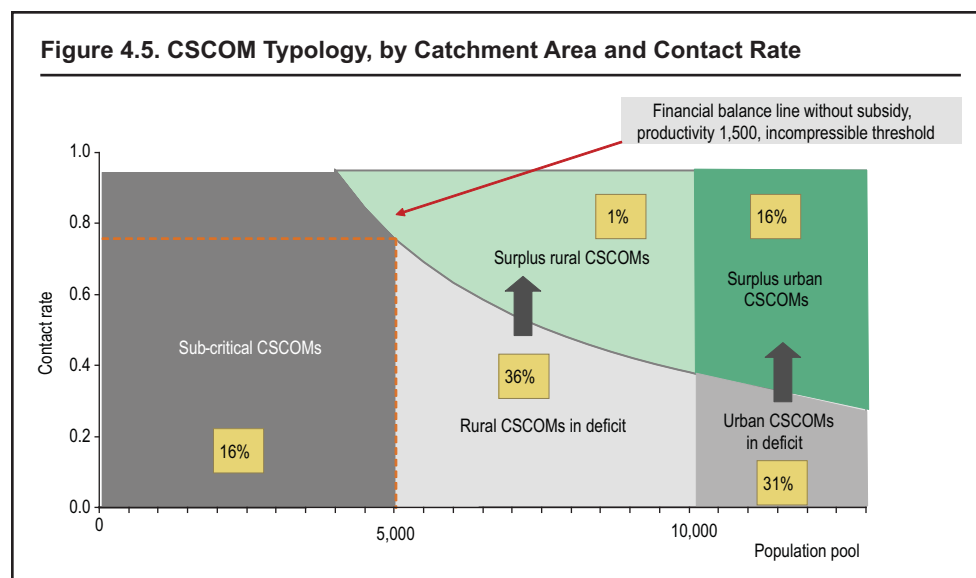 Figure 4.5. CSCOM Typology, by Catchment Area and Contact Rate
Financial balance line without subsidy,
productivity 1,500, incompressible threshold
1.0
0.8
0.6
0.4
0.2
0.0
Contact rate
1%
16%
Surplus rural CSCOMs
Surplus urban
CSCOMs
Sub-critical CSCOMs
36%
Rural CSCOMs in deficit
Urban CSCOMs
in deficit
16%
31%
0
5,000
10,000
Population pool